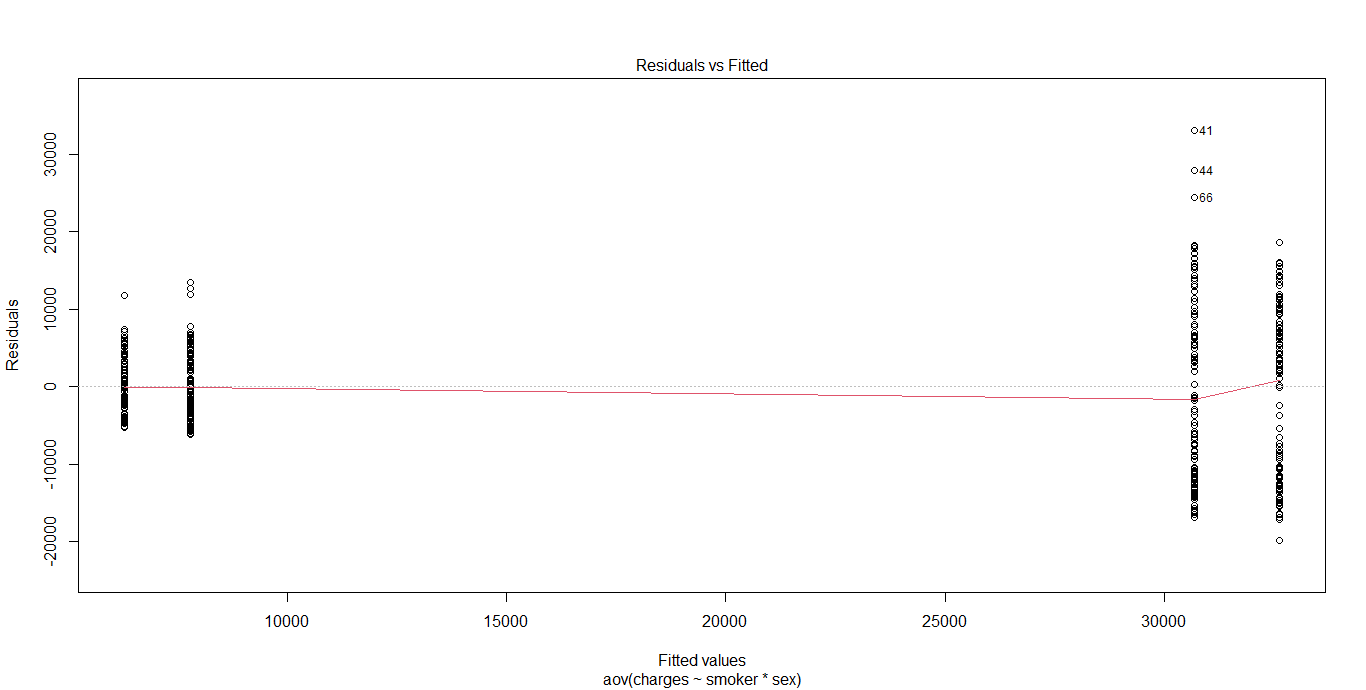 Residuals vs Fitted
Residuals
30000
20000
10000
0
-10000
-20000
41
44
66
10000 15000 20000 25000 30000
Fitted values
aov(charges ~ smoker * sex)